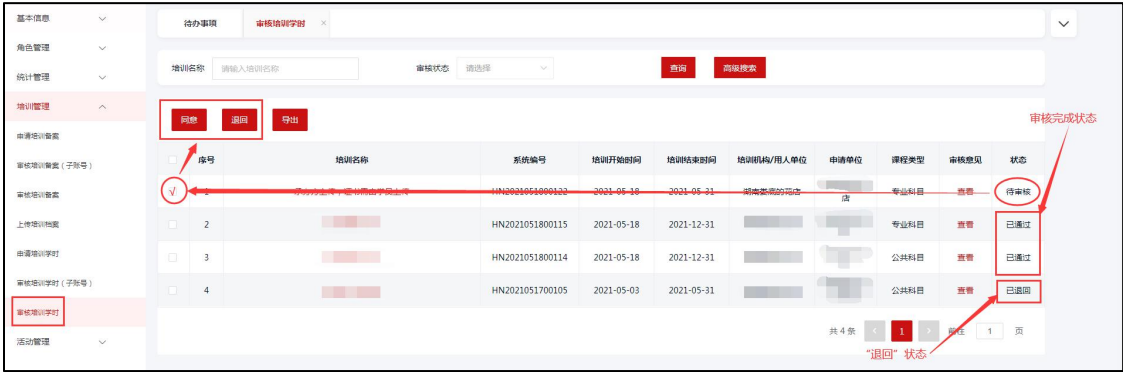 基本信息
角色管理
统计管理
培训管理
申请培训备案
审核培训备案（子账号）
审核培训备案
上传培训档案
申请培训学时
审核培训学时（子账号）
审核培训学时
活动管理
待办事项 审核培训学时 ×
培训名称 请输入培训名称 审核状态 请选择 查询 高级搜索
同意 退回 导出
审核完成状态
序号 培训名称 系统编号 培训开始时间 培训结束时间 培训机构/用人单位 申请单位 课程类型 审核意见 状态
√ 1 HN2021051800122 2021-05-18 2021-05-31 湖南娄底的花店 店 专业科目 查看 待审核
2 HN2021051800115 2021-05-18 2021-12-31 专业科目 查看 已通过
3 HN2021051800114 2021-05-18 2021-12-31 公共科目 查看 已通过
4 HN2021051700105 2021-05-03 2021-05-31 公共科目 查看 已退回
共 4 条 < 1 > 前往 1 页
“退回”状态